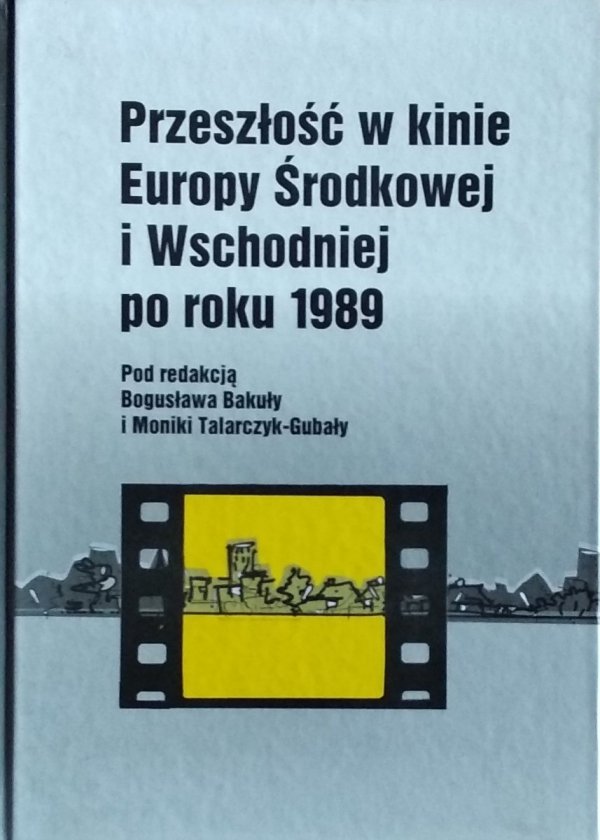 Przeszłość w kinie
Europy Środkowej
i Wschodniej
po roku 1989
Pod redakcją
Bogusława Bakuły
i Moniki Talarczyk-Gubały